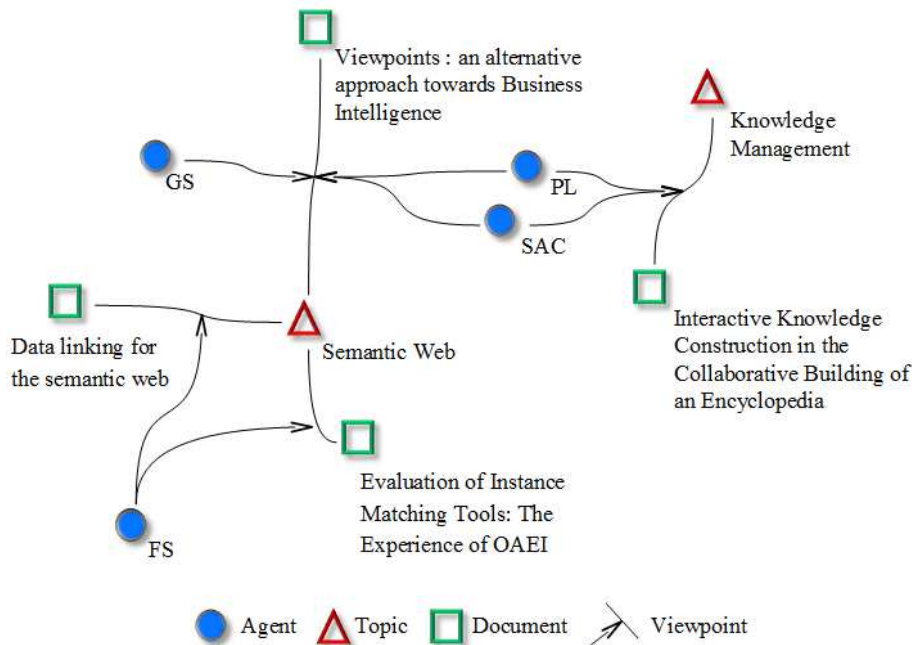 Viewpoints : an alternative
approach towards Business
Intelligence
Knowledge
Management
GS
PL
SAC
Data linking for
the semantic web
Semantic Web
Interactive Knowledge
Construction in the
Collaborative Building of
an Encyclopedia
Evaluation of Instance
Matching Tools: The
Experience of OAEI
FS
Agent Topic Document Viewpoint